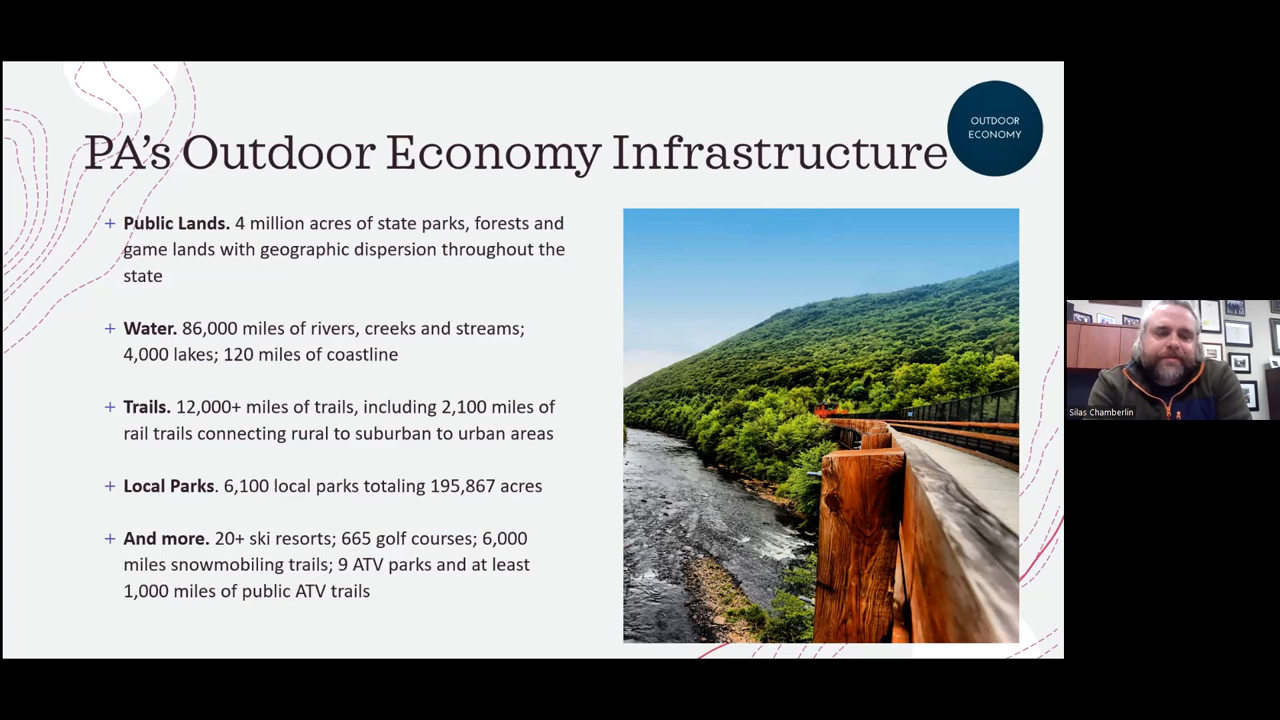 PA's Outdoor Economy Infrastructure
OUTDOOR
ECONOMY
+ Public Lands. 4 million acres of state parks, forests and
game lands with geographic dispersion throughout the
state
+ Water. 86,000 miles of rivers, creeks and streams;
4,000 lakes; 120 miles of coastline
+ Trails. 12,000+ miles of trails, including 2,100 miles of
rail trails connecting rural to suburban to urban areas
+ Local Parks. 6,100 local parks totaling 195,867 acres
+ And more. 20+ ski resorts; 665 golf courses; 6,000
miles snowmobiling trails; 9 ATV parks and at least
1,000 miles of public ATV trails
Silas Chamberlin